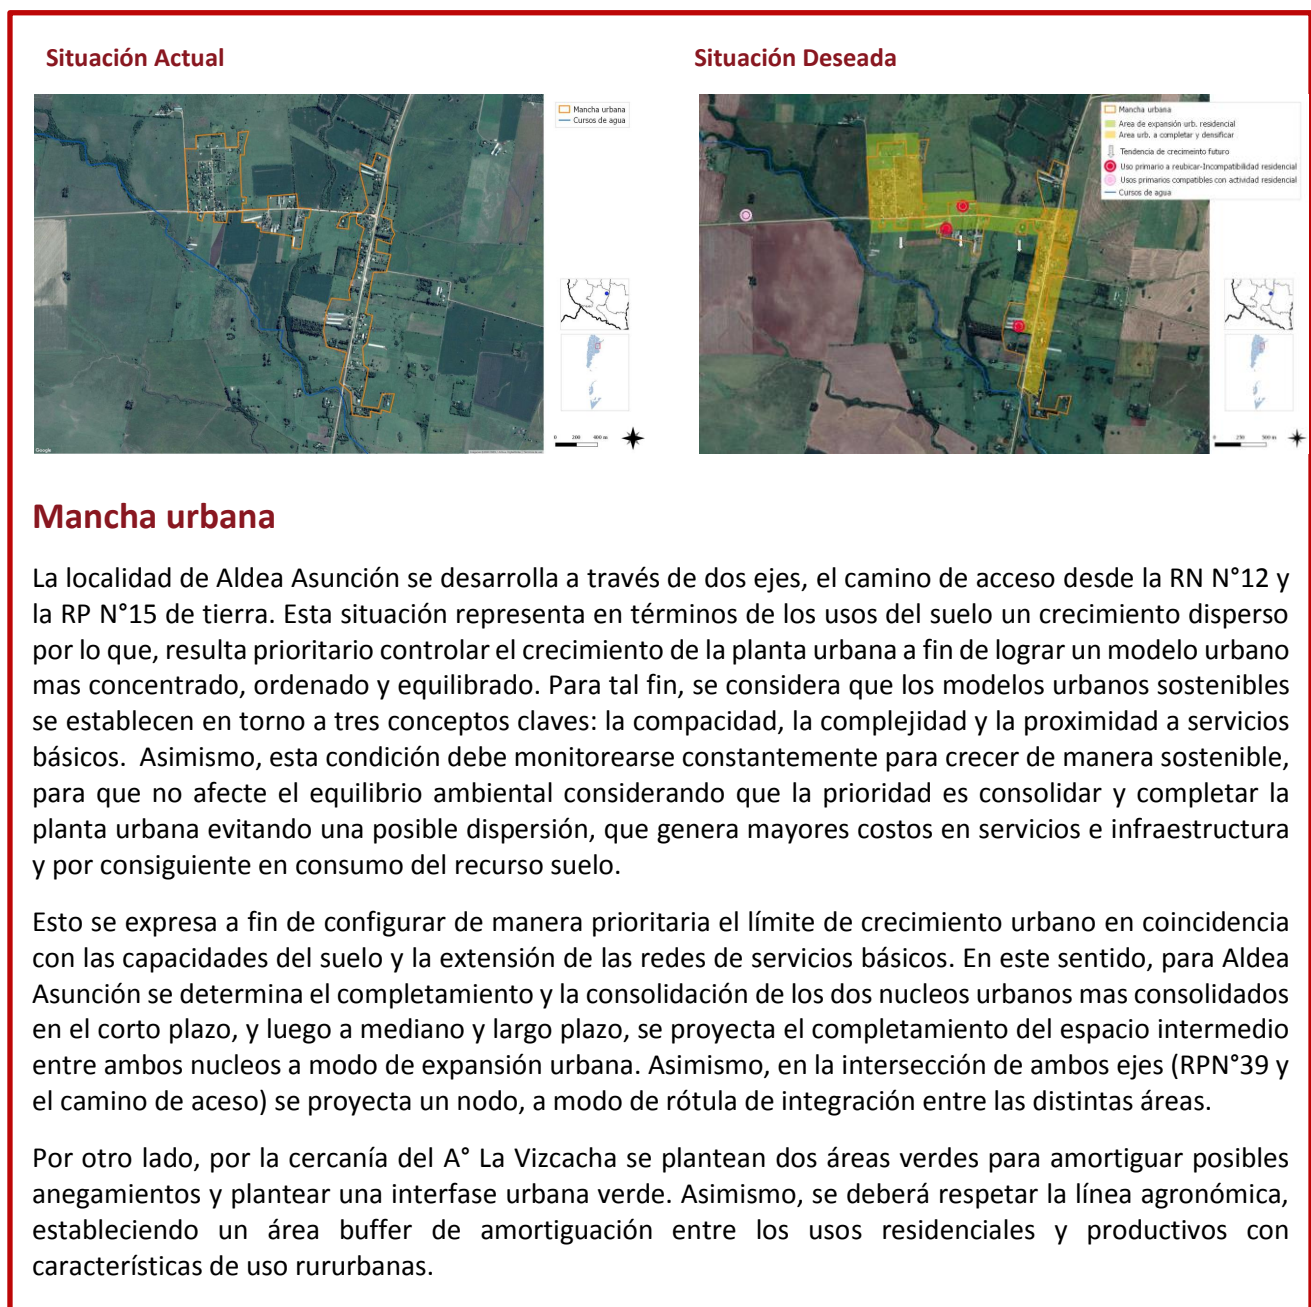 Situación Actual
Situación Deseada
Mancha urbana
Cursos de agua
Google
0 200 400 m
Mancha urbana
Area de expansión urb. residencial
Area urb. a completar y densificar
Tendencia de crecimeinto futuro
Uso primario a reubicar-Incompatibilidad residencial
Usos primarios compatibles con actividad residencial
Cursos de agua
0 250 500 m
Mancha urbana
La localidad de Aldea Asunción se desarrolla a través de dos ejes, el camino de acceso desde la RN N°12 y
la RP N°15 de tierra. Esta situación representa en términos de los usos del suelo un crecimiento disperso
por lo que, resulta prioritario controlar el crecimiento de la planta urbana a fin de lograr un modelo urbano
mas concentrado, ordenado y equilibrado. Para tal fin, se considera que los modelos urbanos sostenibles
se establecen en torno a tres conceptos claves: la compacidad, la complejidad y la proximidad a servicios
básicos. Asimismo, esta condición debe monitorearse constantemente para crecer de manera sostenible,
para que no afecte el equilibrio ambiental considerando que la prioridad es consolidar y completar la
planta urbana evitando una posible dispersión, que genera mayores costos en servicios e infraestructura
y por consiguiente en consumo del recurso suelo.
Esto se expresa a fin de configurar de manera prioritaria el límite de crecimiento urbano en coincidencia
con las capacidades del suelo y la extensión de las redes de servicios básicos. En este sentido, para Aldea
Asunción se determina el completamiento y la consolidación de los dos nucleos urbanos mas consolidados
en el corto plazo, y luego a mediano y largo plazo, se proyecta el completamiento del espacio intermedio
entre ambos nucleos a modo de expansión urbana. Asimismo, en la intersección de ambos ejes (RPN°39 y
el camino de aceso) se proyecta un nodo, a modo de rótula de integración entre las distintas áreas.
Por otro lado, por la cercanía del A° La Vizcacha se plantean dos áreas verdes para amortiguar posibles
anegamientos y plantear una interfase urbana verde. Asimismo, se deberá respetar la línea agronómica,
estableciendo un área buffer de amortiguación entre los usos residenciales y productivos con
características de uso rururbanas.